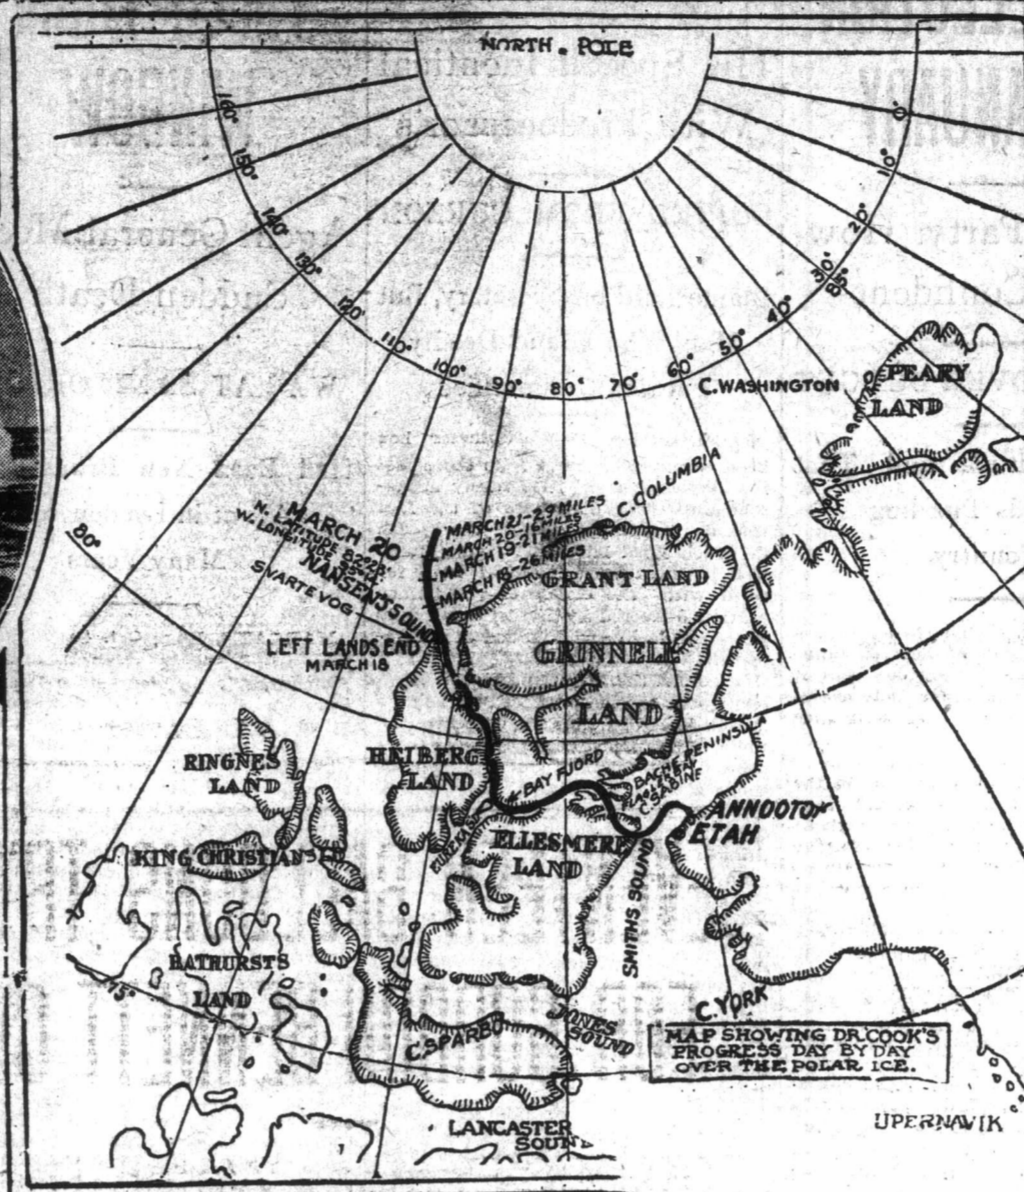 NORTH POLE
160°
150°
140°
130°
120°
110°
100°
90°
80°
70°
60°
50°
40°
30°
85°
20°
10°
0°
C. WASHINGTON
PEARY
LAND
C. COLUMBIA
MARCH 21-29 MILES
MARCH 20-16 MILES
MARCH 19-21 MILES
MARCH 18-26 MILES
MARCH 20
N. LATITUDE 82°23'
W. LONGITUDE
NANSEN'S SOUND
SVARTEVOG
80°
GRANT LAND
LEFT LANDS END
MARCH 18
GRINNELL
LAND
RINGNES
LAND
HEIBERG
LAND
BAY FJORD
BACHE PENINSULA
C. SABINE
ANNOOTOK
ETAH
ELLESMERE
LAND
KING CHRISTIAN'S LD
SMITHS SOUND
BATHURSTS
LAND
75°
C. YORK
JONES
SOUND
C. SPARBO
MAP SHOWING DR. COOK'S
PROGRESS DAY BY DAY
OVER THE POLAR ICE.
UPERNAVIK
LANCASTER
SOUND